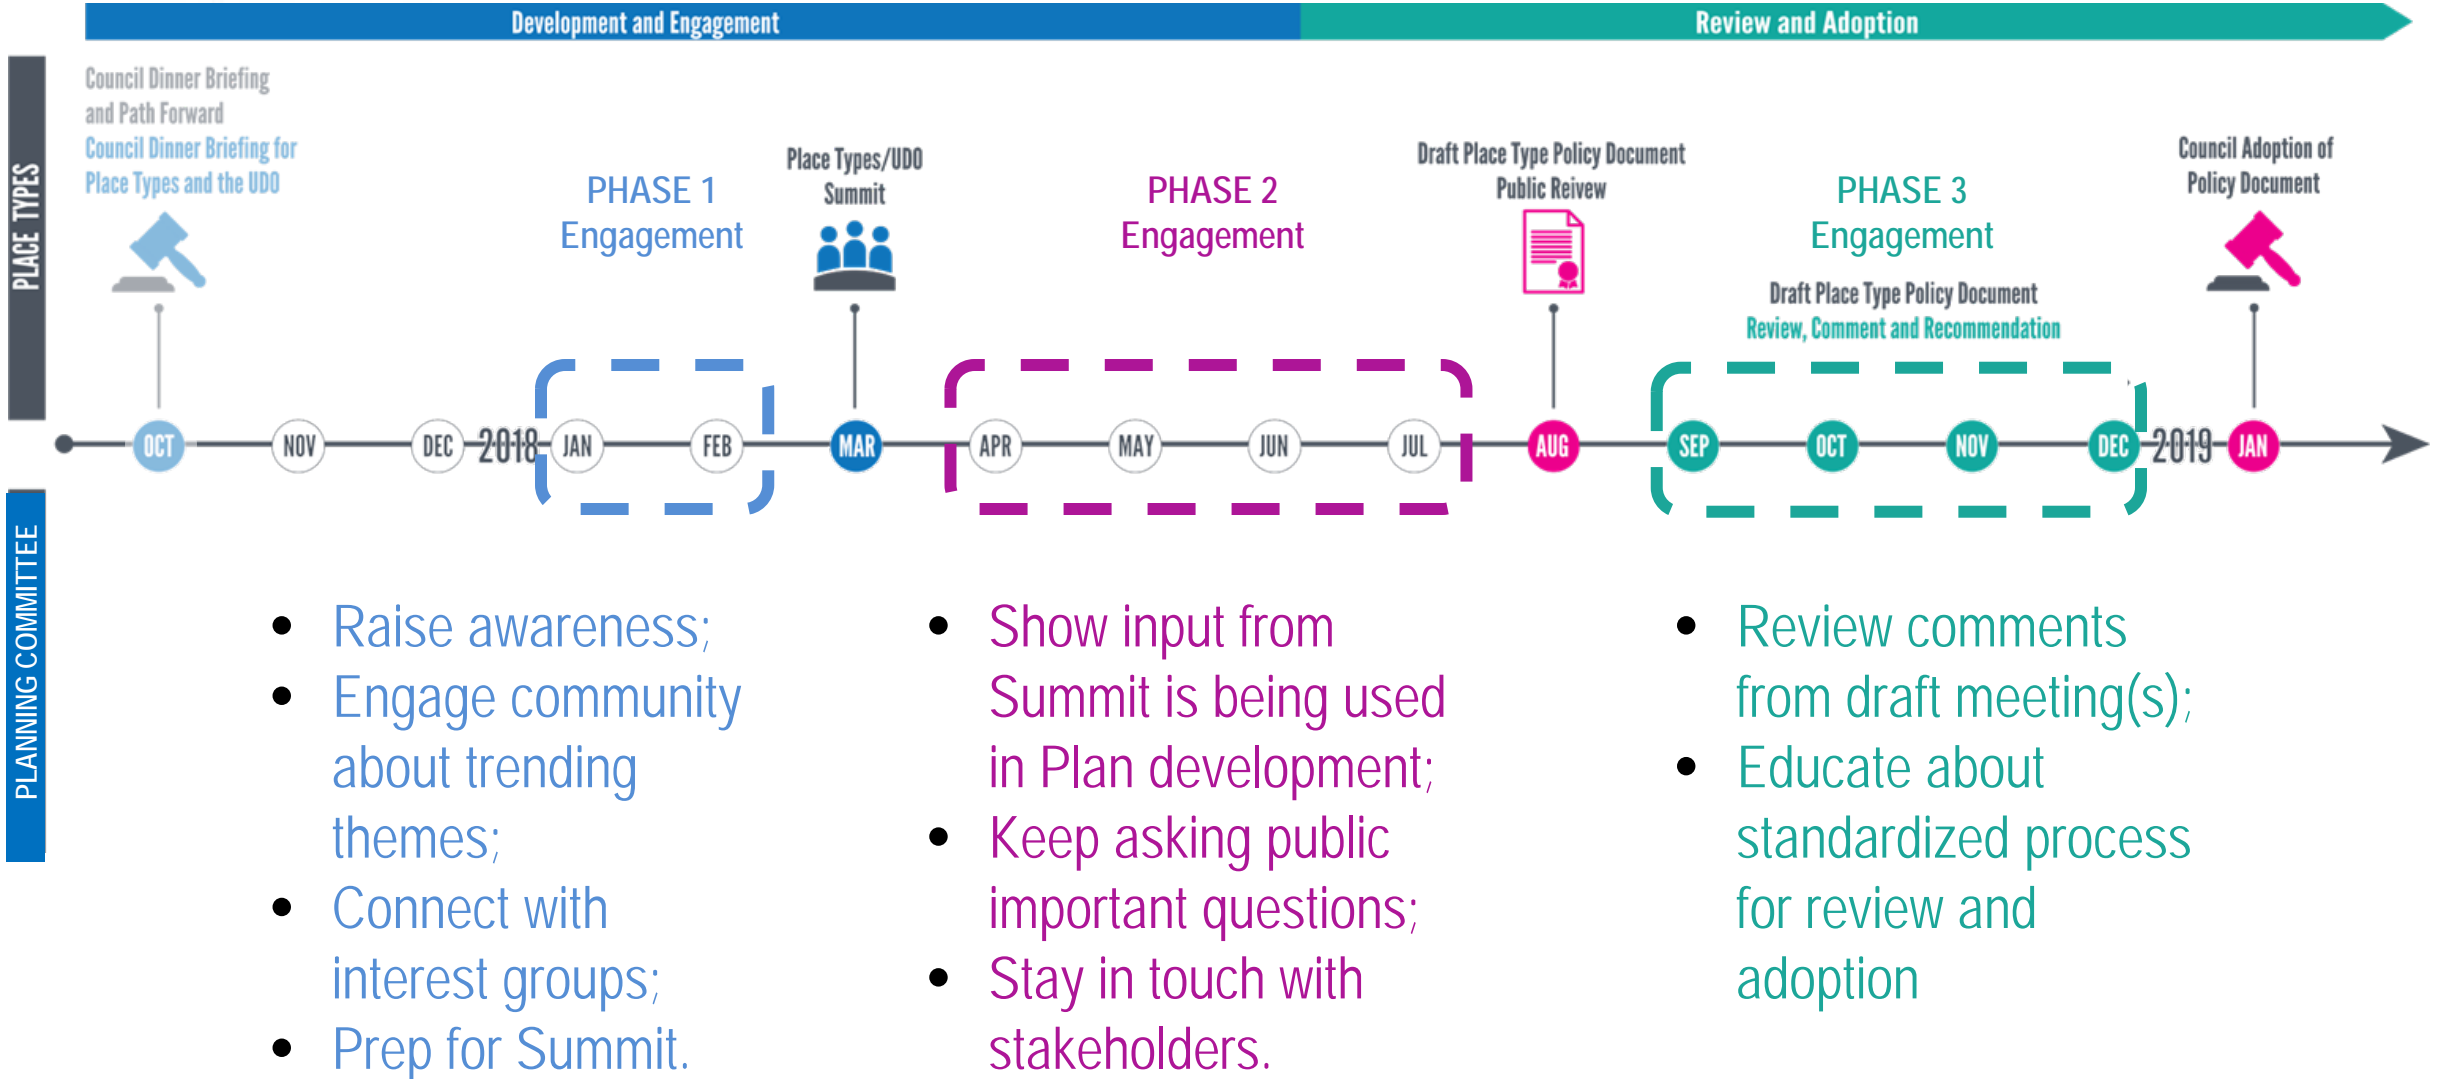 Development and Engagement
Review and Adoption
PLACE TYPES
Council Dinner Briefing
and Path Forward
Council Dinner Briefing for
Place Types and the UDO
PHASE 1
Engagement
Place Types/UDO
Summit
PHASE 2
Engagement
Draft Place Type Policy Document
Public Reivew
PHASE 3
Engagement
Draft Place Type Policy Document
Review, Comment and Recommendation
Council Adoption of
Policy Document
OCT NOV DEC 2018 JAN FEB MAR APR MAY JUN JUL AUG SEP OCT NOV DEC 2019 JAN
PLANNING COMMITTEE
• Raise awareness;
• Engage community
about trending
themes;
• Connect with
interest groups;
• Prep for Summit.
• Show input from
Summit is being used
in Plan development;
• Keep asking public
important questions;
• Stay in touch with
stakeholders.
• Review comments
from draft meeting(s);
• Educate about
standardized process
for review and
adoption